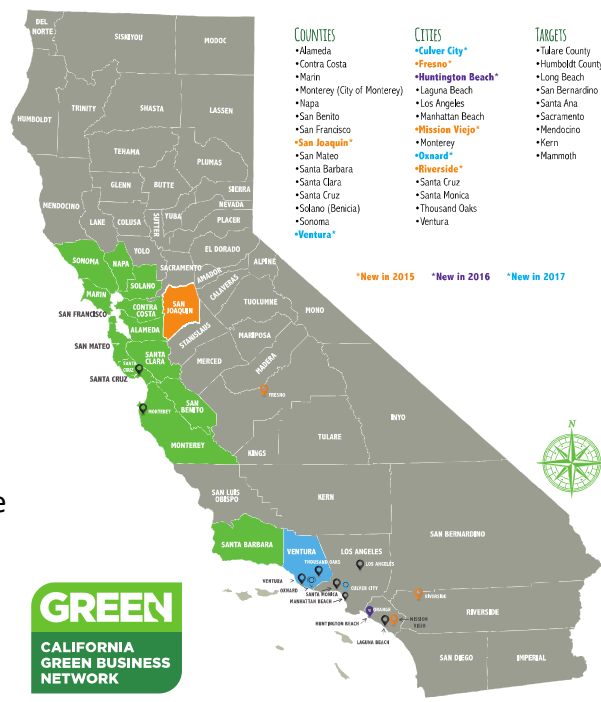 COUNTIES
•Alameda
•Contra Costa
•Marin
•Monterey (City of Monterey)
•Napa
•San Benito
•San Francisco
•San Joaquin*
•San Mateo
•Santa Barbara
•Santa Clara
•Santa Cruz
•Solano (Benicia)
•Sonoma
•Ventura*
CITIES
•Culver City*
•Fresno*
•Huntington Beach*
•Laguna Beach
•Los Angeles
•Manhattan Beach
•Mission Viejo*
•Monterey
•Oxnard*
•Riverside*
•Santa Cruz
•Santa Monica
•Thousand Oaks
•Ventura
TARGETS
•Tulare County
•Humboldt County
•Long Beach
•San Bernardino
•Santa Ana
•Sacramento
•Mendocino
•Kern
•Mammoth
*New in 2015 *New in 2016 *New in 2017
DEL
NORTE
SISKIYOU
MODOC
HUMBOLDT
TRINITY
SHASTA
LASSEN
TEHAMA
PLUMAS
GLENN
BUTTE
SIERRA
MENDOCINO
LAKE
COLUSA
SUTTER
YUBA
NEVADA
PLACER
YOLO
EL DORADO
SONOMA
NAPA
SACRAMENTO
AMADOR
ALPINE
SOLANO
CALAVERAS
MARIN
CONTRA
COSTA
SAN
JOAQUIN
TUOLUMNE
MONO
SAN FRANCISCO
ALAMEDA
STANISLAUS
MARIPOSA
SAN MATEO
SANTA
CLARA
MERCED
MADERA
SANTA
CRUZ
SANTA CRUZ
FRESNO
SAN
BENITO
MONTEREY
INYO
MONTEREY
KINGS
TULARE
N
SAN LUIS
OBISPO
KERN
e
SANTA BARBARA
VENTURA
LOS ANGELES
SAN BERNARDINO
THOUSAND OAKS
LOS ANGELES
VENTURA
OXNARD
SANTA MONICA
CULVER CITY
MANHATTAN BEACH
RIVERSIDE
RIVERSIDE
ORANGE
HUNTINGTON BEACH
MISSION
VIEJO
LAGUNA BEACH
SAN DIEGO
IMPERIAL
GREEN
CALIFORNIA
GREEN BUSINESS
NETWORK